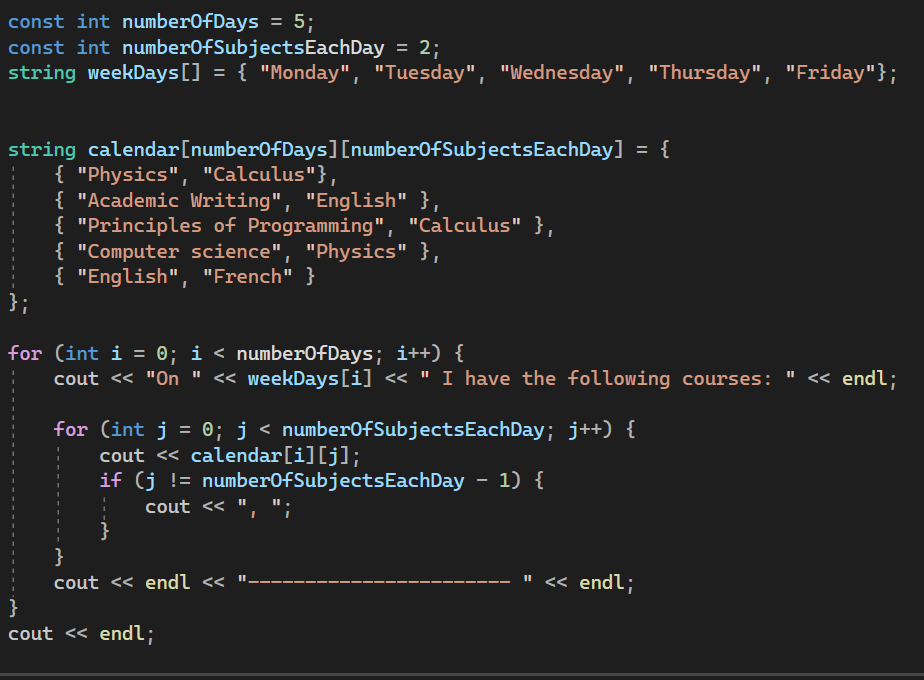 const int numberOfDays = 5;
const int numberOfSubjectsEachDay = 2;
string weekDays[] = { "Monday", "Tuesday", "Wednesday", "Thursday", "Friday"};

string calendar[numberOfDays][numberOfSubjectsEachDay] = {
    { "Physics", "Calculus"},
    { "Academic Writing", "English" },
    { "Principles of Programming", "Calculus" },
    { "Computer science", "Physics" },
    { "English", "French" }
};

for (int i = 0; i < numberOfDays; i++) {
    cout << "On " << weekDays[i] << " I have the following courses: " << endl;

    for (int j = 0; j < numberOfSubjectsEachDay; j++) {
        cout << calendar[i][j];
        if (j != numberOfSubjectsEachDay - 1) {
            cout << ", ";
        }
    }
    cout << endl << "----------------------- " << endl;
}
cout << endl;